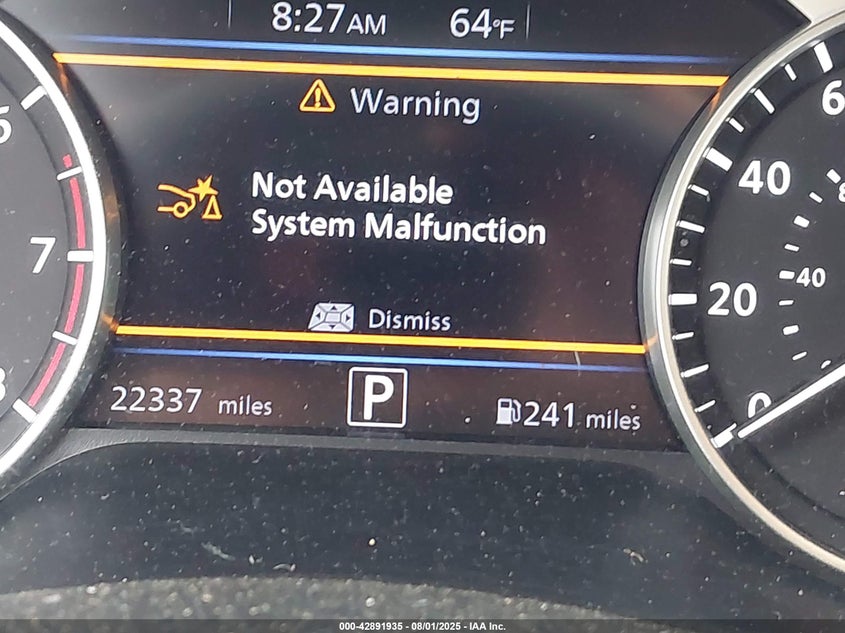 8:27AM 64°F
Warning
Not Available
System Malfunction
Dismiss
22337 miles P 241 miles
7
40
20
0
40
000-42891935 - 08/01/2025 - IAA Inc.